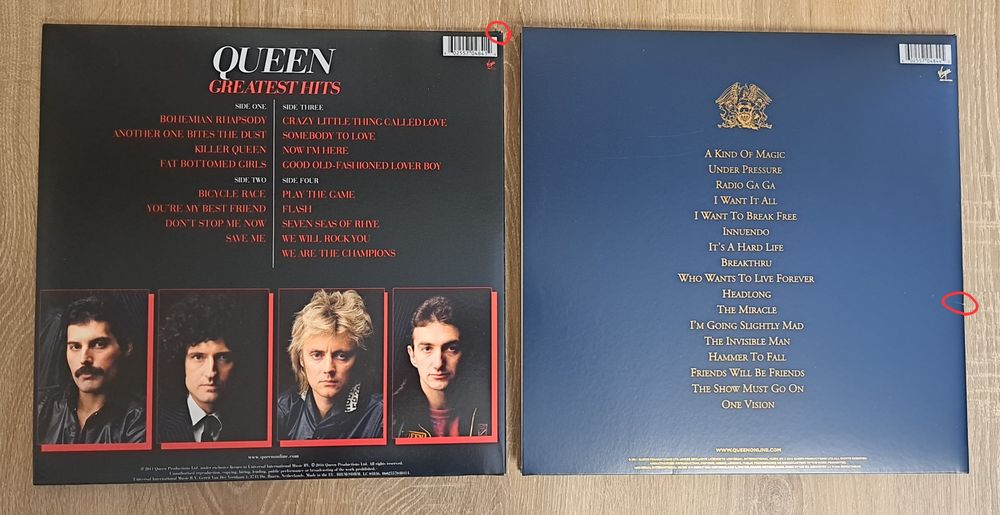 QUEEN
GREATEST HITS
SIDE ONE
BOHEMIAN RHAPSODY
ANOTHER ONE BITES THE DUST
KILLER QUEEN
FAT BOTTOMED GIRLS
SIDE TWO
BICYCLE RACE
YOU'RE MY BEST FRIEND
DON'T STOP ME NOW
SAVE ME
SIDE THREE
CRAZY LITTLE THING CALLED LOVE
SOMEBODY TO LOVE
NOW I'M HERE
GOOD OLD-FASHIONED LOVER BOY
SIDE FOUR
PLAY THE GAME
FLASH
SEVEN SEAS OF RHYE
WE WILL ROCK YOU
WE ARE THE CHAMPIONS
www.queenonline.com
Virgin
A KIND OF MAGIC
UNDER PRESSURE
RADIO GA GA
I WANT IT ALL
I WANT TO BREAK FREE
INNUENDO
IT'S A HARD LIFE
BREAKTHRU
WHO WANTS TO LIVE FOREVER
HEADLONG
THE MIRACLE
I'M GOING SLIGHTLY MAD
THE INVISIBLE MAN
HAMMER TO FALL
FRIENDS WILL BE FRIENDS
THE SHOW MUST GO ON
ONE VISION
WWW.QUEENONLINE.COM